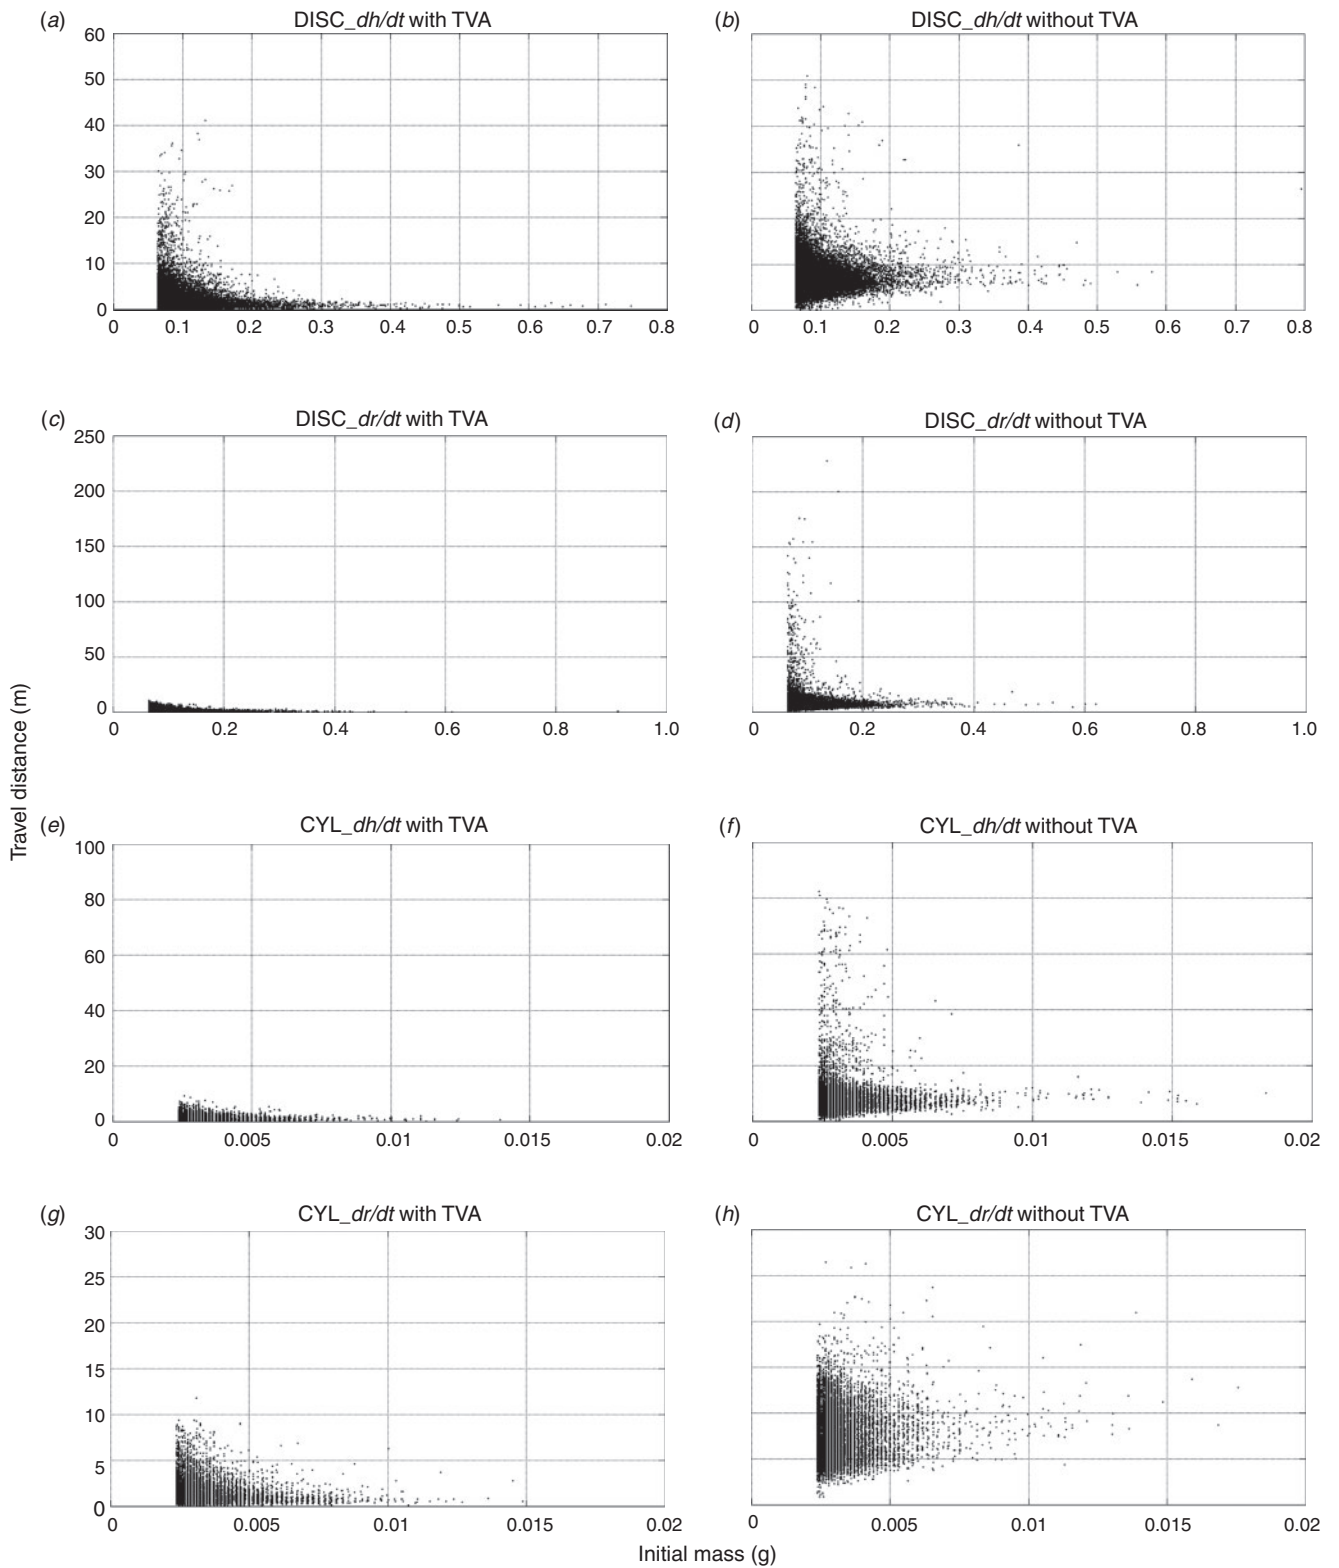 (a) DISC_dh/dt with TVA
60
50
40
30
20
10
0
0 0.1 0.2 0.3 0.4 0.5 0.6 0.7 0.8
(b) DISC_dh/dt without TVA
0 0.1 0.2 0.3 0.4 0.5 0.6 0.7 0.8
(c) DISC_dr/dt with TVA
250
200
150
100
50
0
0 0.2 0.4 0.6 0.8 1.0
(d) DISC_dr/dt without TVA
0 0.2 0.4 0.6 0.8 1.0
Travel distance (m)
(e) CYL_dh/dt with TVA
100
80
60
40
20
0
0 0.005 0.01 0.015 0.02
(f) CYL_dh/dt without TVA
0 0.005 0.01 0.015 0.02
(g) CYL_dr/dt with TVA
30
25
20
15
10
5
0
0 0.005 0.01 0.015 0.02
(h) CYL_dr/dt without TVA
0 0.005 0.01 0.015 0.02
Initial mass (g)